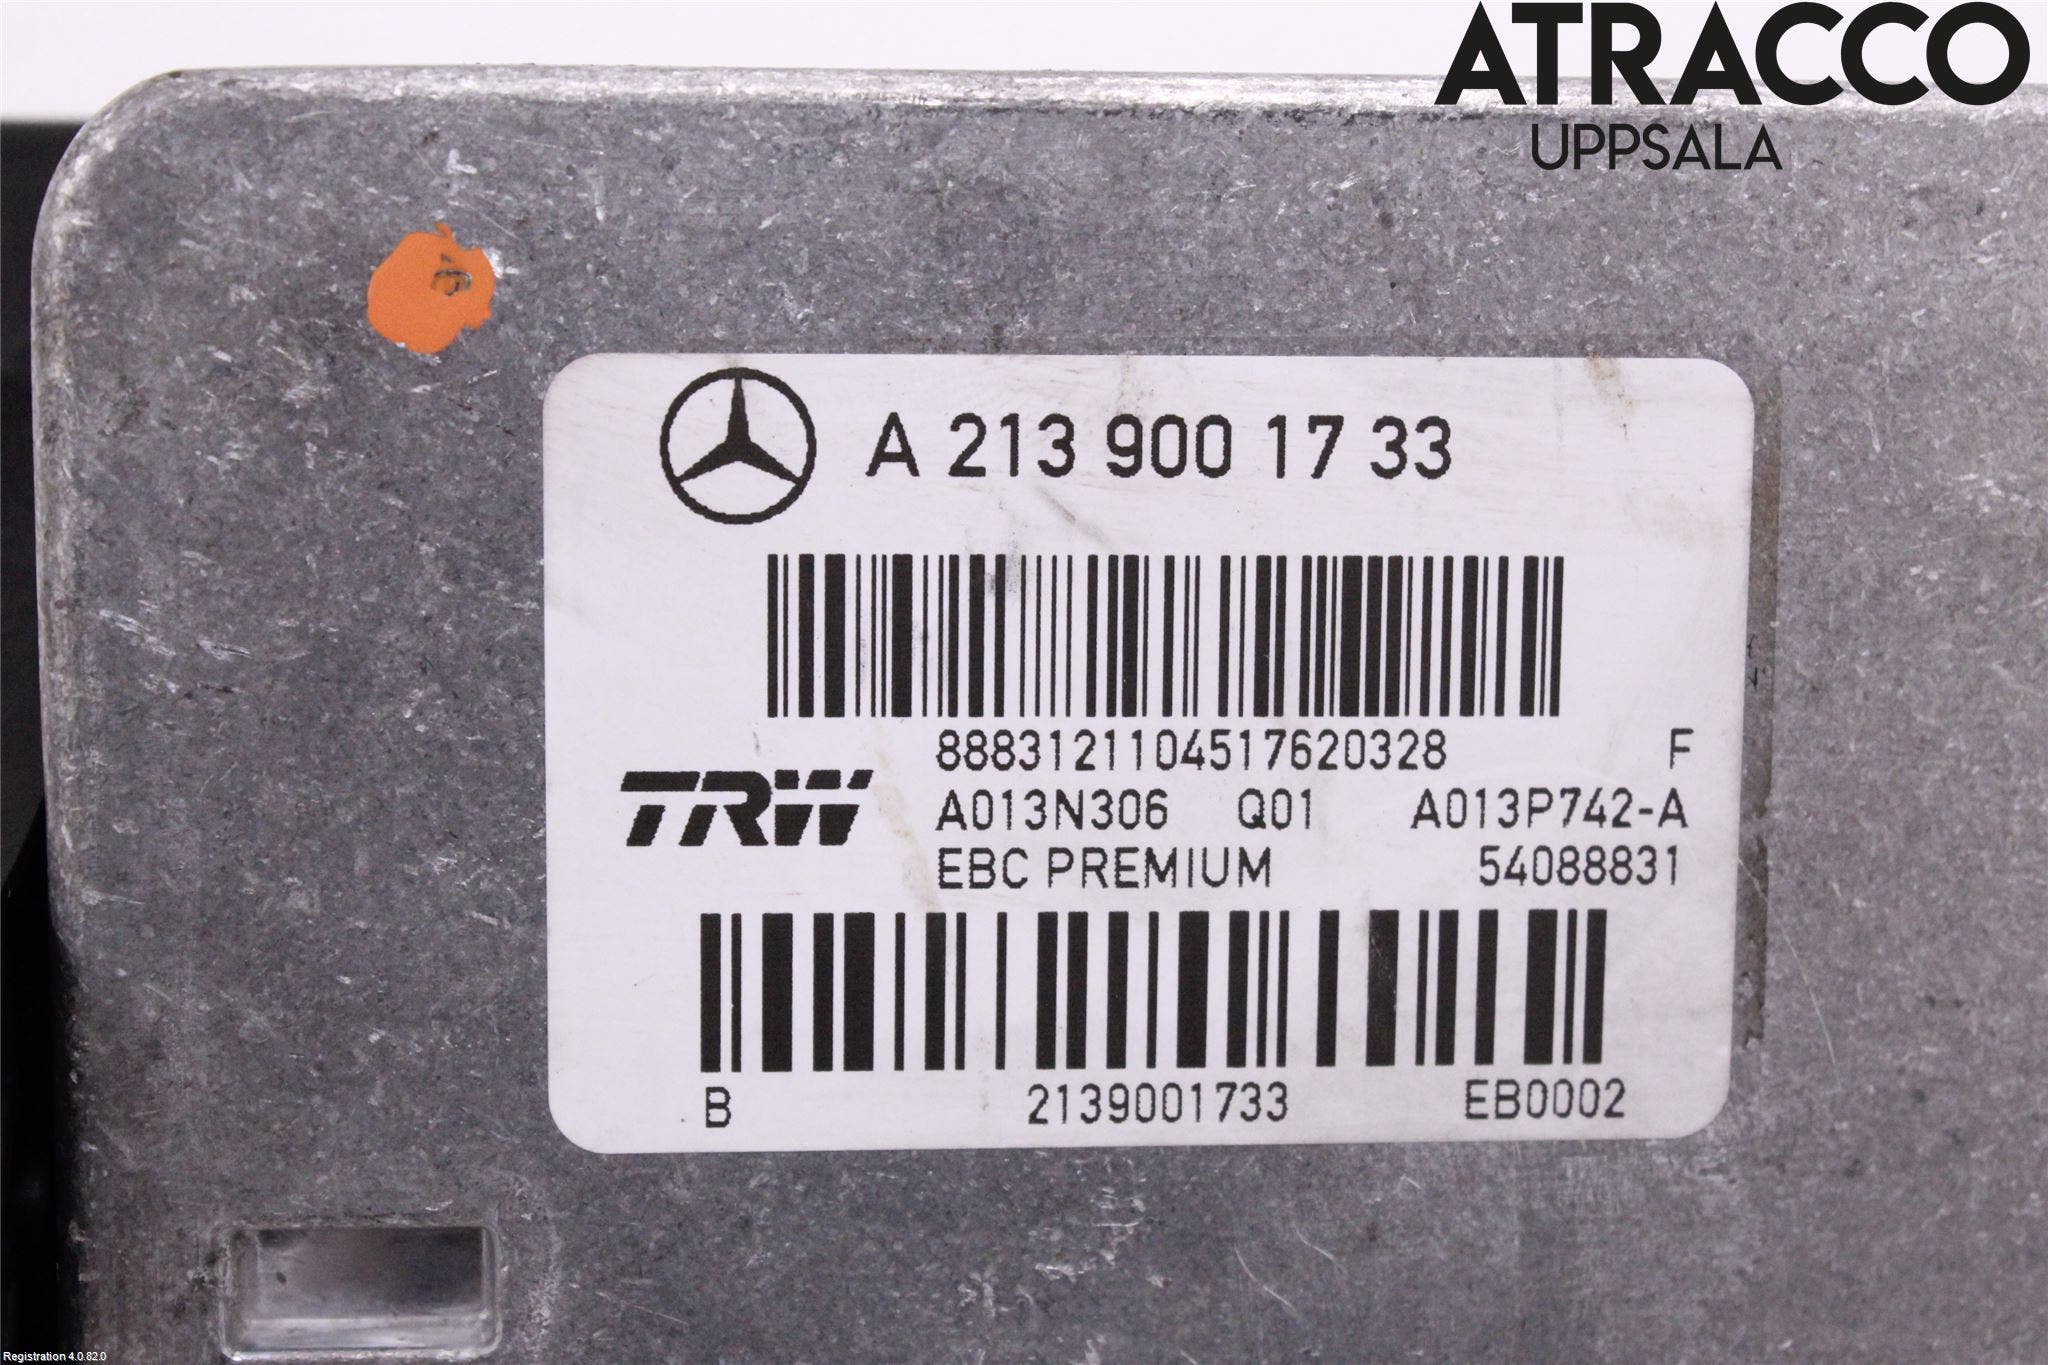 ATRACCO
UPPSALA
A 213 900 17 33
8883121104517620328 F
TRW A013N306 Q01 A013P742-A
EBC PREMIUM 54088831
B 2139001733 EB0002
Registration 4.0.82.0